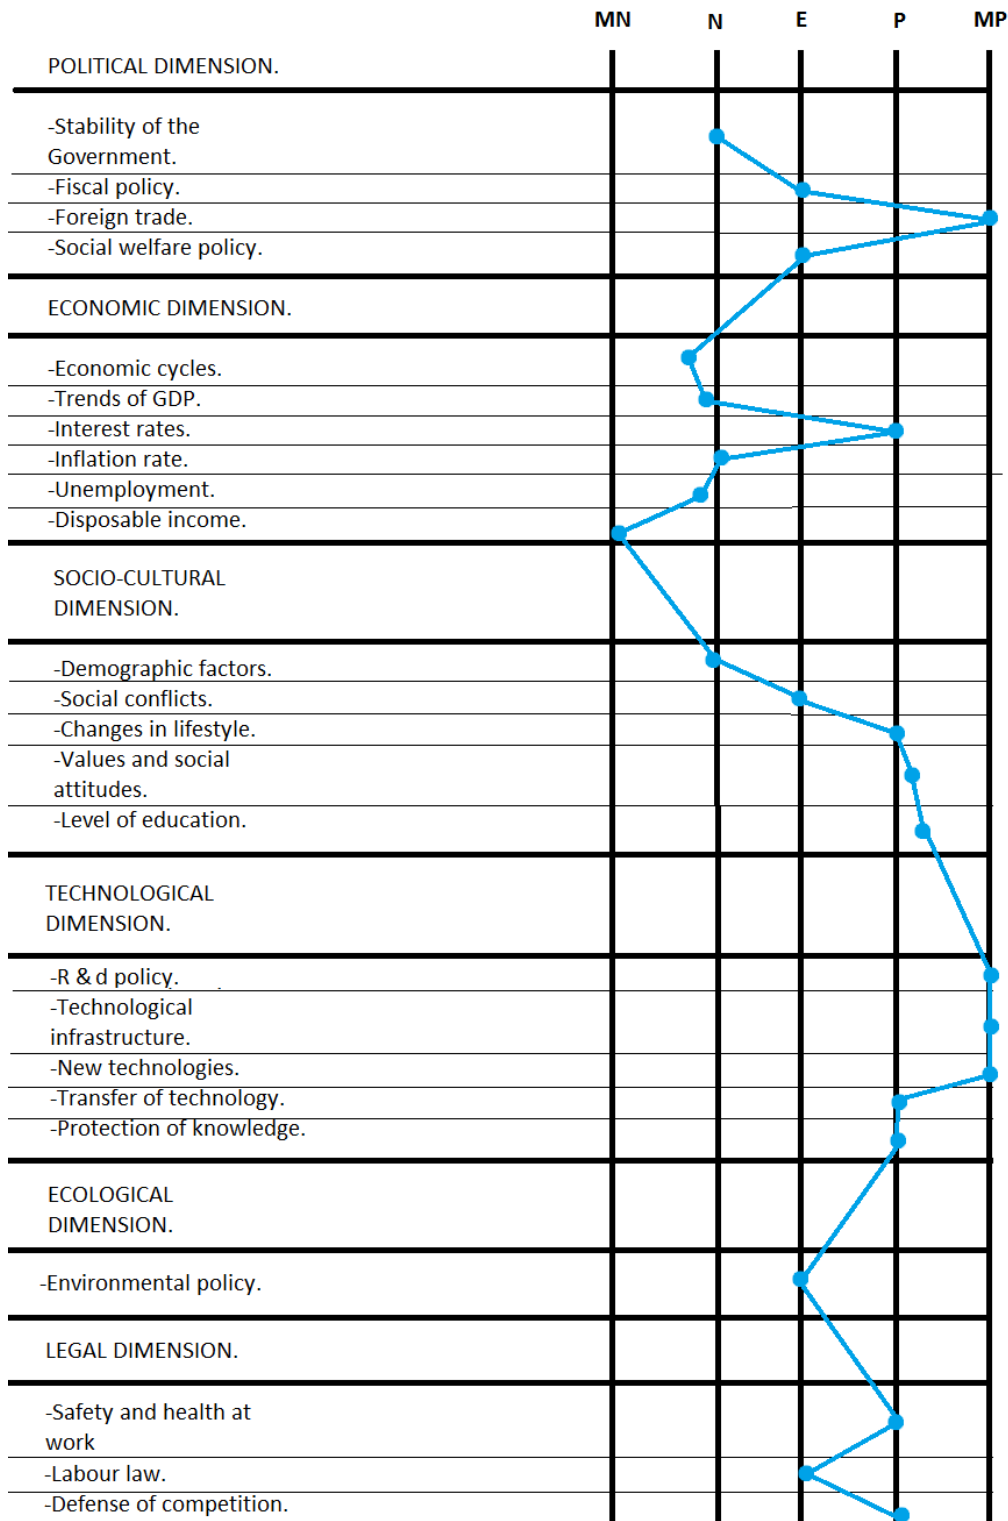 MN N E P MP
POLITICAL DIMENSION.
-Stability of the
Government.
-Fiscal policy.
-Foreign trade.
-Social welfare policy.
ECONOMIC DIMENSION.
-Economic cycles.
-Trends of GDP.
-Interest rates.
-Inflation rate.
-Unemployment.
-Disposable income.
SOCIO-CULTURAL
DIMENSION.
-Demographic factors.
-Social conflicts.
-Changes in lifestyle.
-Values and social
attitudes.
-Level of education.
TECHNOLOGICAL
DIMENSION.
-R & d policy.
-Technological
infrastructure.
-New technologies.
-Transfer of technology.
-Protection of knowledge.
ECOLOGICAL
DIMENSION.
-Environmental policy.
LEGAL DIMENSION.
-Safety and health at
work
-Labour law.
-Defense of competition.